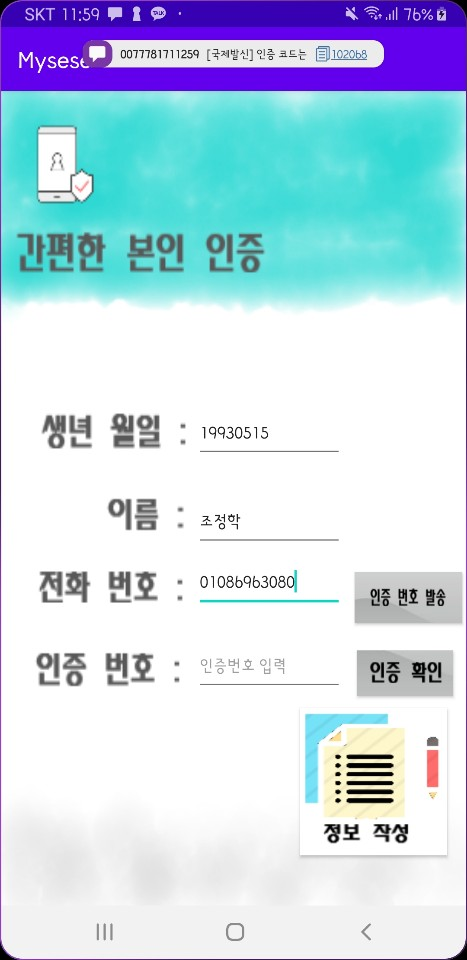 SKT 11:59 TALK 76%
Mysese
0077781711259 [국제발신] 인증 코드는 102068
간편한 본인 인증
생년 월일 : 19930515
이름 : 조정학
전화 번호 : 01086963080 인증 번호 발송
인증 번호 : 인증번호 입력 인증 확인
정보 작성